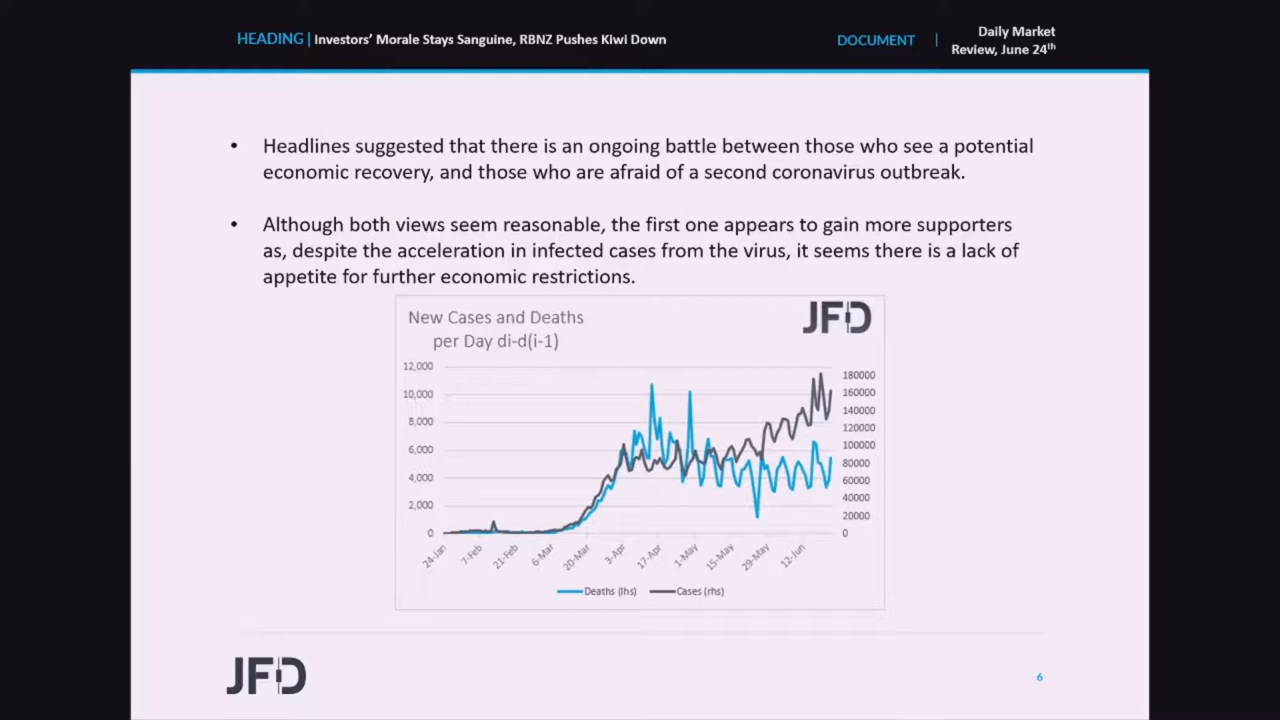 HEADING | Investors' Morale Stays Sanguine, RBNZ Pushes Kiwi Down
DOCUMENT | Daily Market
Review, June 24th
• Headlines suggested that there is an ongoing battle between those who see a potential
economic recovery, and those who are afraid of a second coronavirus outbreak.
• Although both views seem reasonable, the first one appears to gain more supporters
as, despite the acceleration in infected cases from the virus, it seems there is a lack of
appetite for further economic restrictions.
New Cases and Deaths
per Day di-d(i-1)
JFD
12,000
10,000
8,000
6,000
4,000
2,000
0
180000
160000
140000
120000
100000
80000
60000
40000
20000
0
24-Jan
7-Feb
21-Feb
6-Mar
20-Mar
3-Apr
17-Apr
1-May
15-May
29-May
12-Jun
Deaths (lhs)
Cases (rhs)
JFD
6